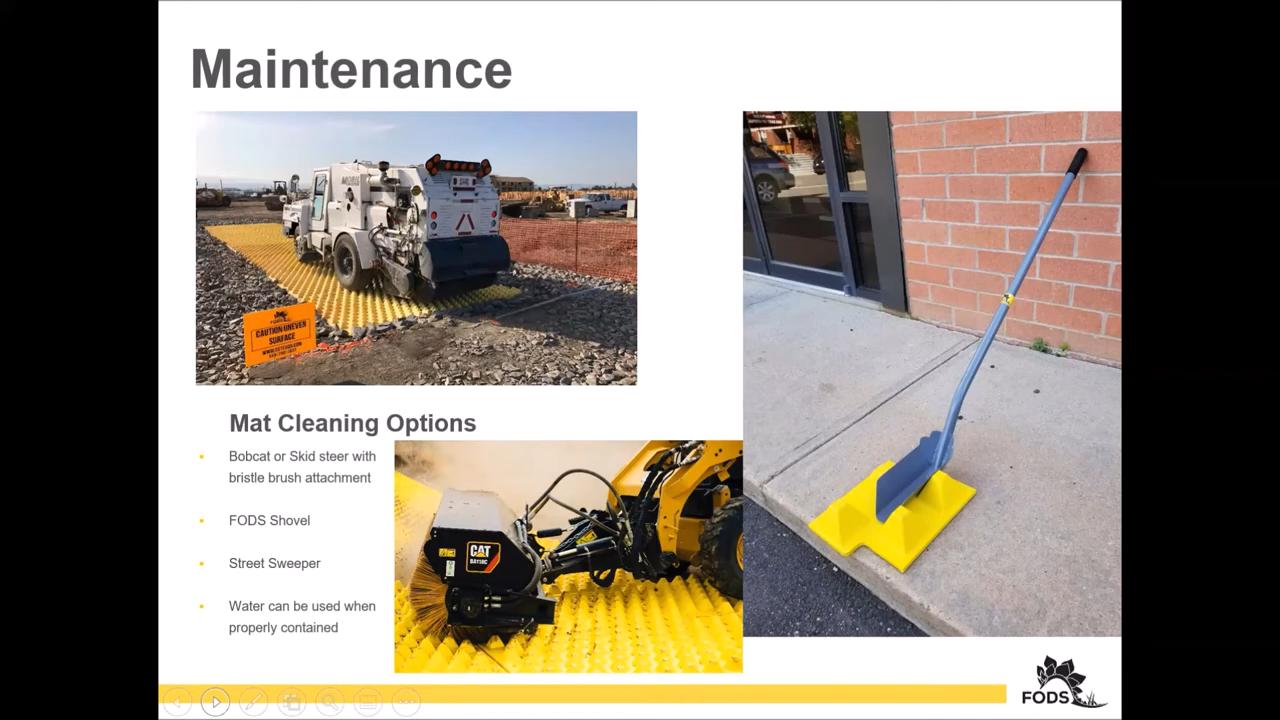 Maintenance
CAUTION UNEVEN
SURFACE
Mat Cleaning Options
Bobcat or Skid steer with
bristle brush attachment
FODS Shovel
Street Sweeper
Water can be used when
properly contained
CAT
BA118C
FODS